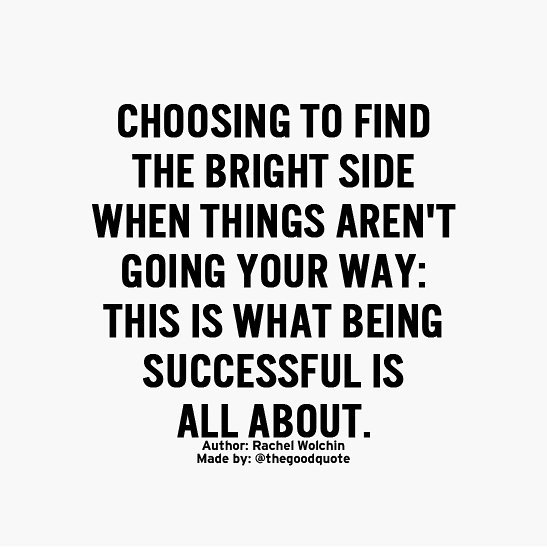 CHOOSING TO FIND
THE BRIGHT SIDE
WHEN THINGS AREN'T
GOING YOUR WAY:
THIS IS WHAT BEING
SUCCESSFUL IS
ALL ABOUT.
Author: Rachel Wolchin
Made by: @thegoodquote